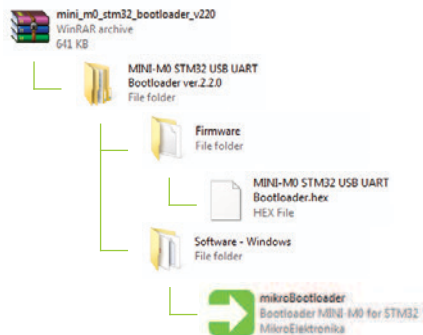 mini_m0_stm32_bootloader_v220
WinRAR archive
641 KB
MINI-M0 STM32 USB UART
Bootloader ver.2.2.0
File folder
Firmware
File folder
MINI-M0 STM32 USB UART
Bootloader.hex
HEX File
Software - Windows
File folder
mikroBootloader
Bootloader MINI-M0 for STM32
MikroElektronika